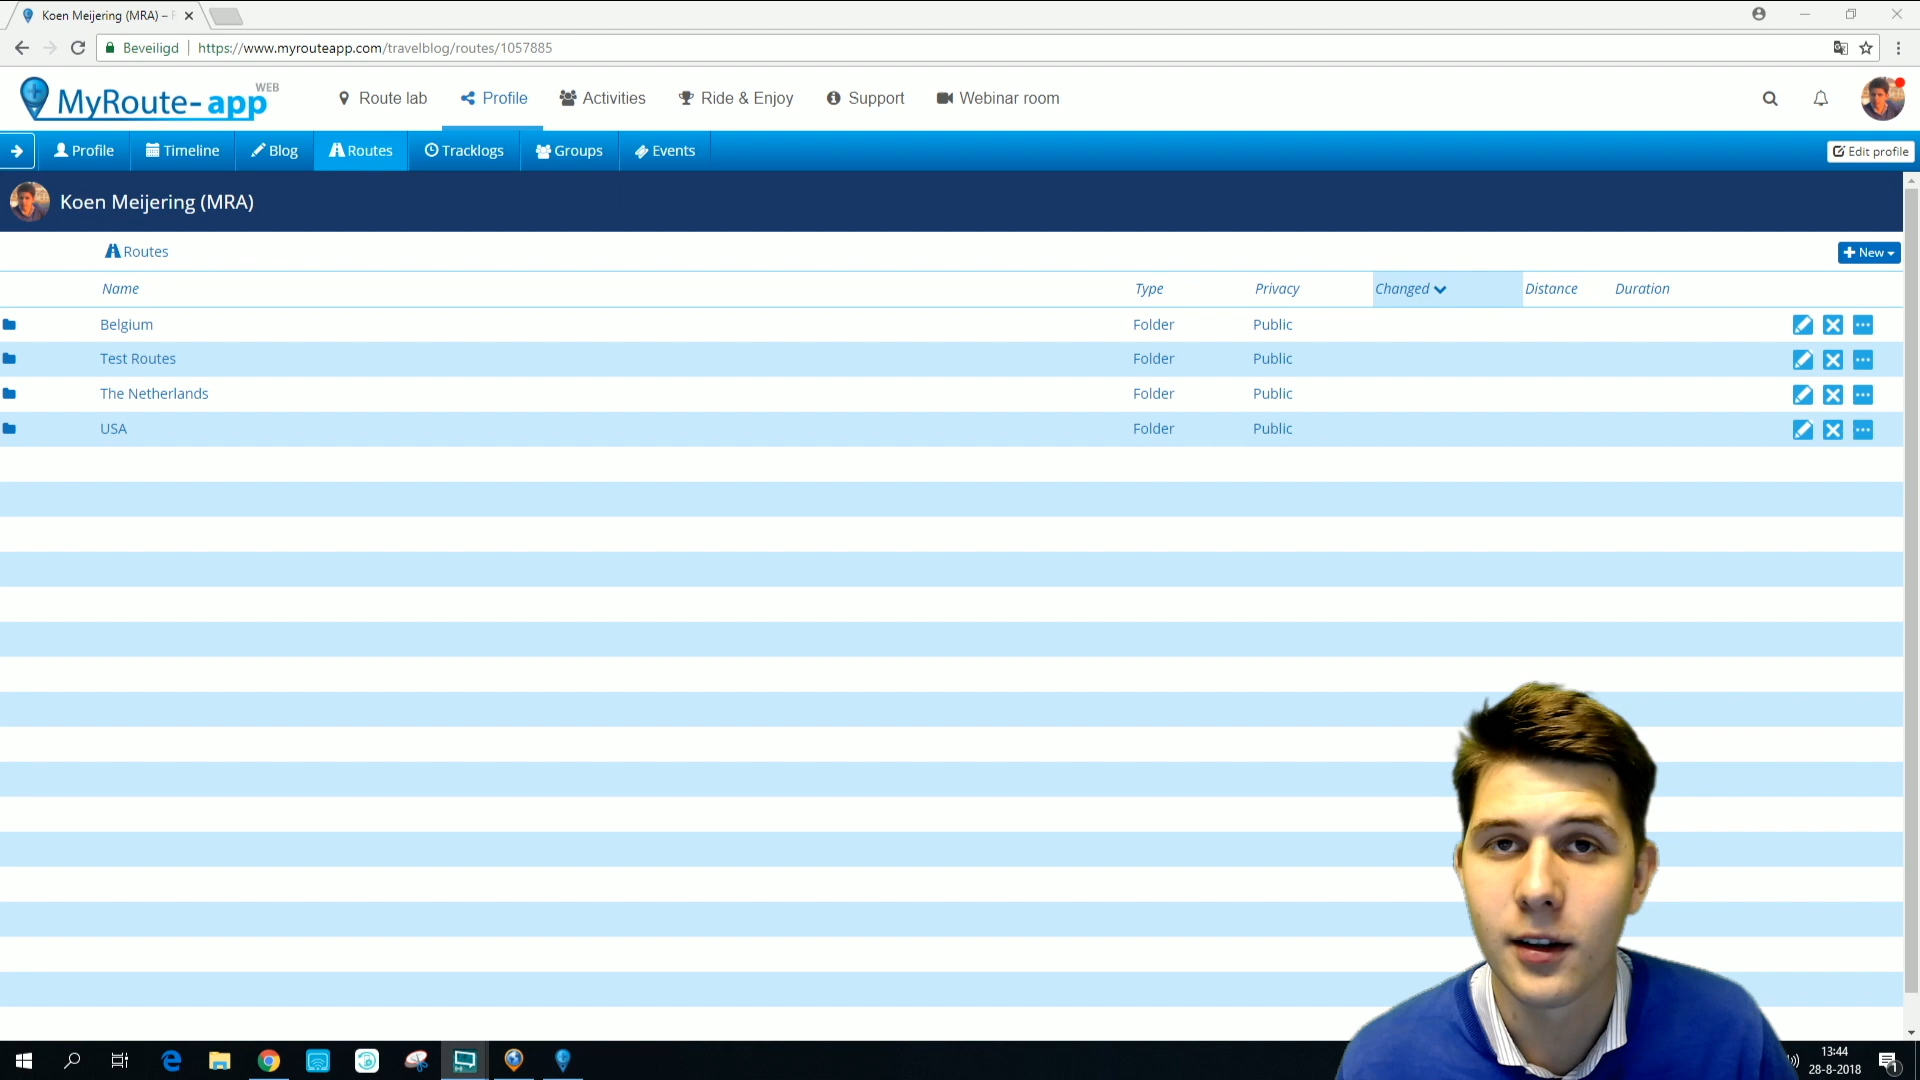 Koen Meijering (MRA) –
Beveiligd
https://www.myrouteapp.com/travelblog/routes/1057885
MyRoute-app WEB
Route lab
Profile
Activities
Ride & Enjoy
Support
Webinar room
Profile
Timeline
Blog
Routes
Tracklogs
Groups
Events
Edit profile
Koen Meijering (MRA)
Routes
New
Name Type Privacy Changed Distance Duration
Belgium Folder Public
Test Routes Folder Public
The Netherlands Folder Public
USA Folder Public
13:44
28-8-2018
1